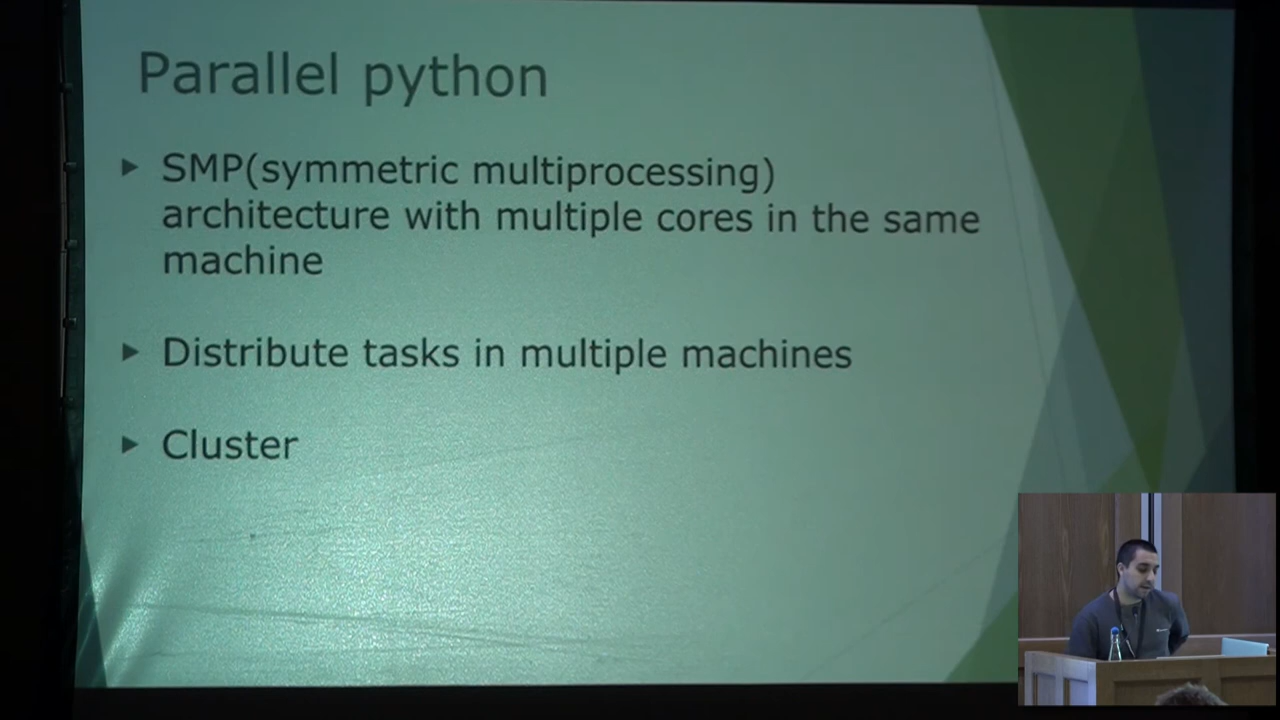 Parallel python
SMP(symmetric multiprocessing)
architecture with multiple cores in the same
machine
Distribute tasks in multiple machines
Cluster